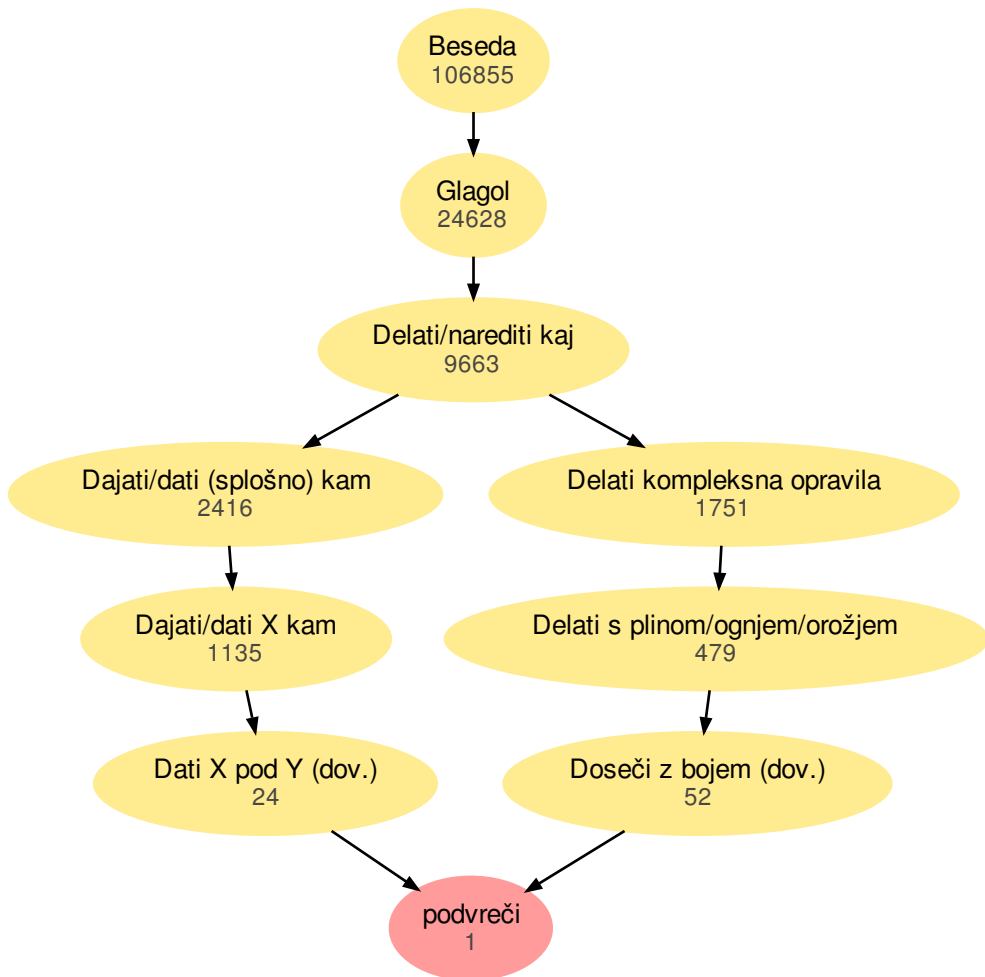 Beseda
106855
Glagol
24628
Delati/narediti kaj
9663
Dajati/dati (splošno) kam
2416
Delati kompleksna opravila
1751
Dajati/dati X kam
1135
Delati s plinom/ognjem/orožjem
479
Dati X pod Y (dov.)
24
Doseči z bojem (dov.)
52
podvreči
1